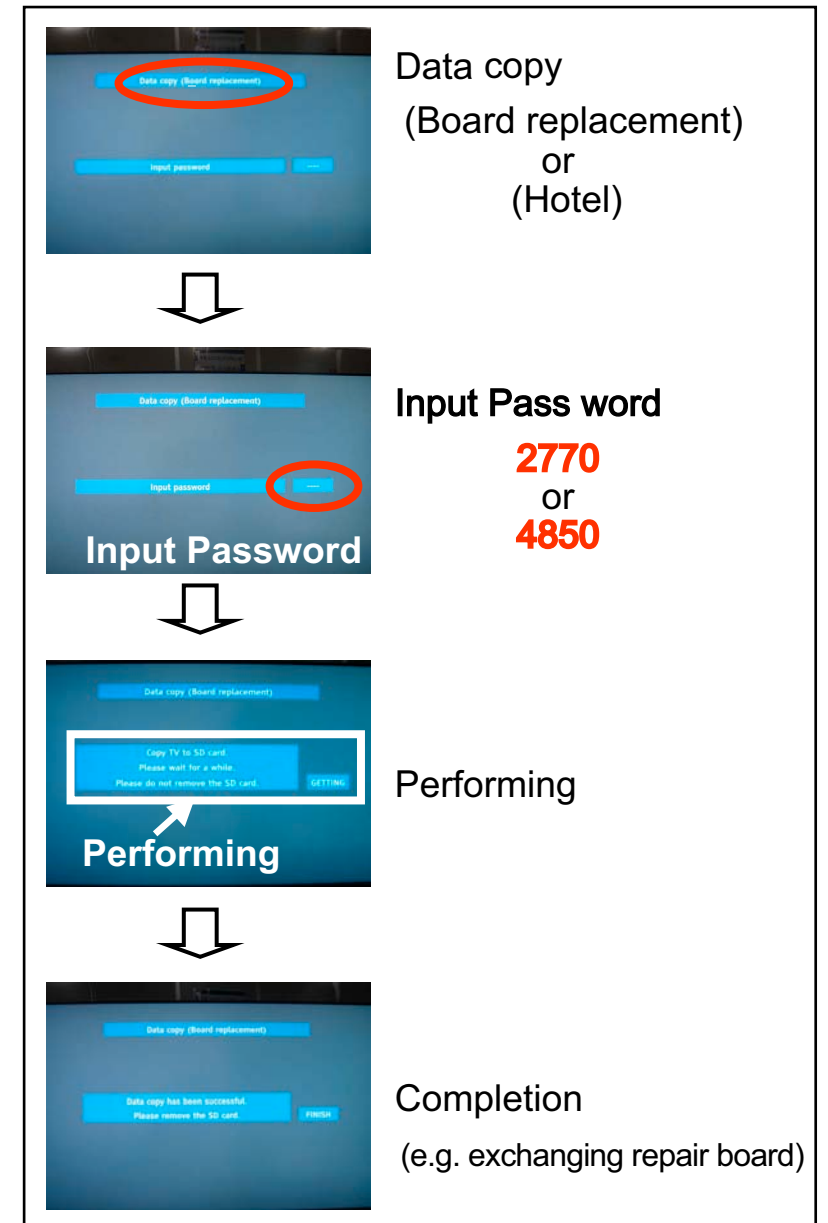 Data copy (Board replacement)
Input password ----
Data copy
(Board replacement)
or
(Hotel)
Data copy (Board replacement)
Input password ----
Input Password
Input Pass word
2770
or
4850
Data copy (Board replacement)
Copy TV to SD card.
Please wait for a while.
Please do not remove the SD card. GETTING
Performing
Performing
Data copy (Board replacement)
Data copy has been successful.
Please remove the SD card. FINISH
Completion
(e.g. exchanging repair board)